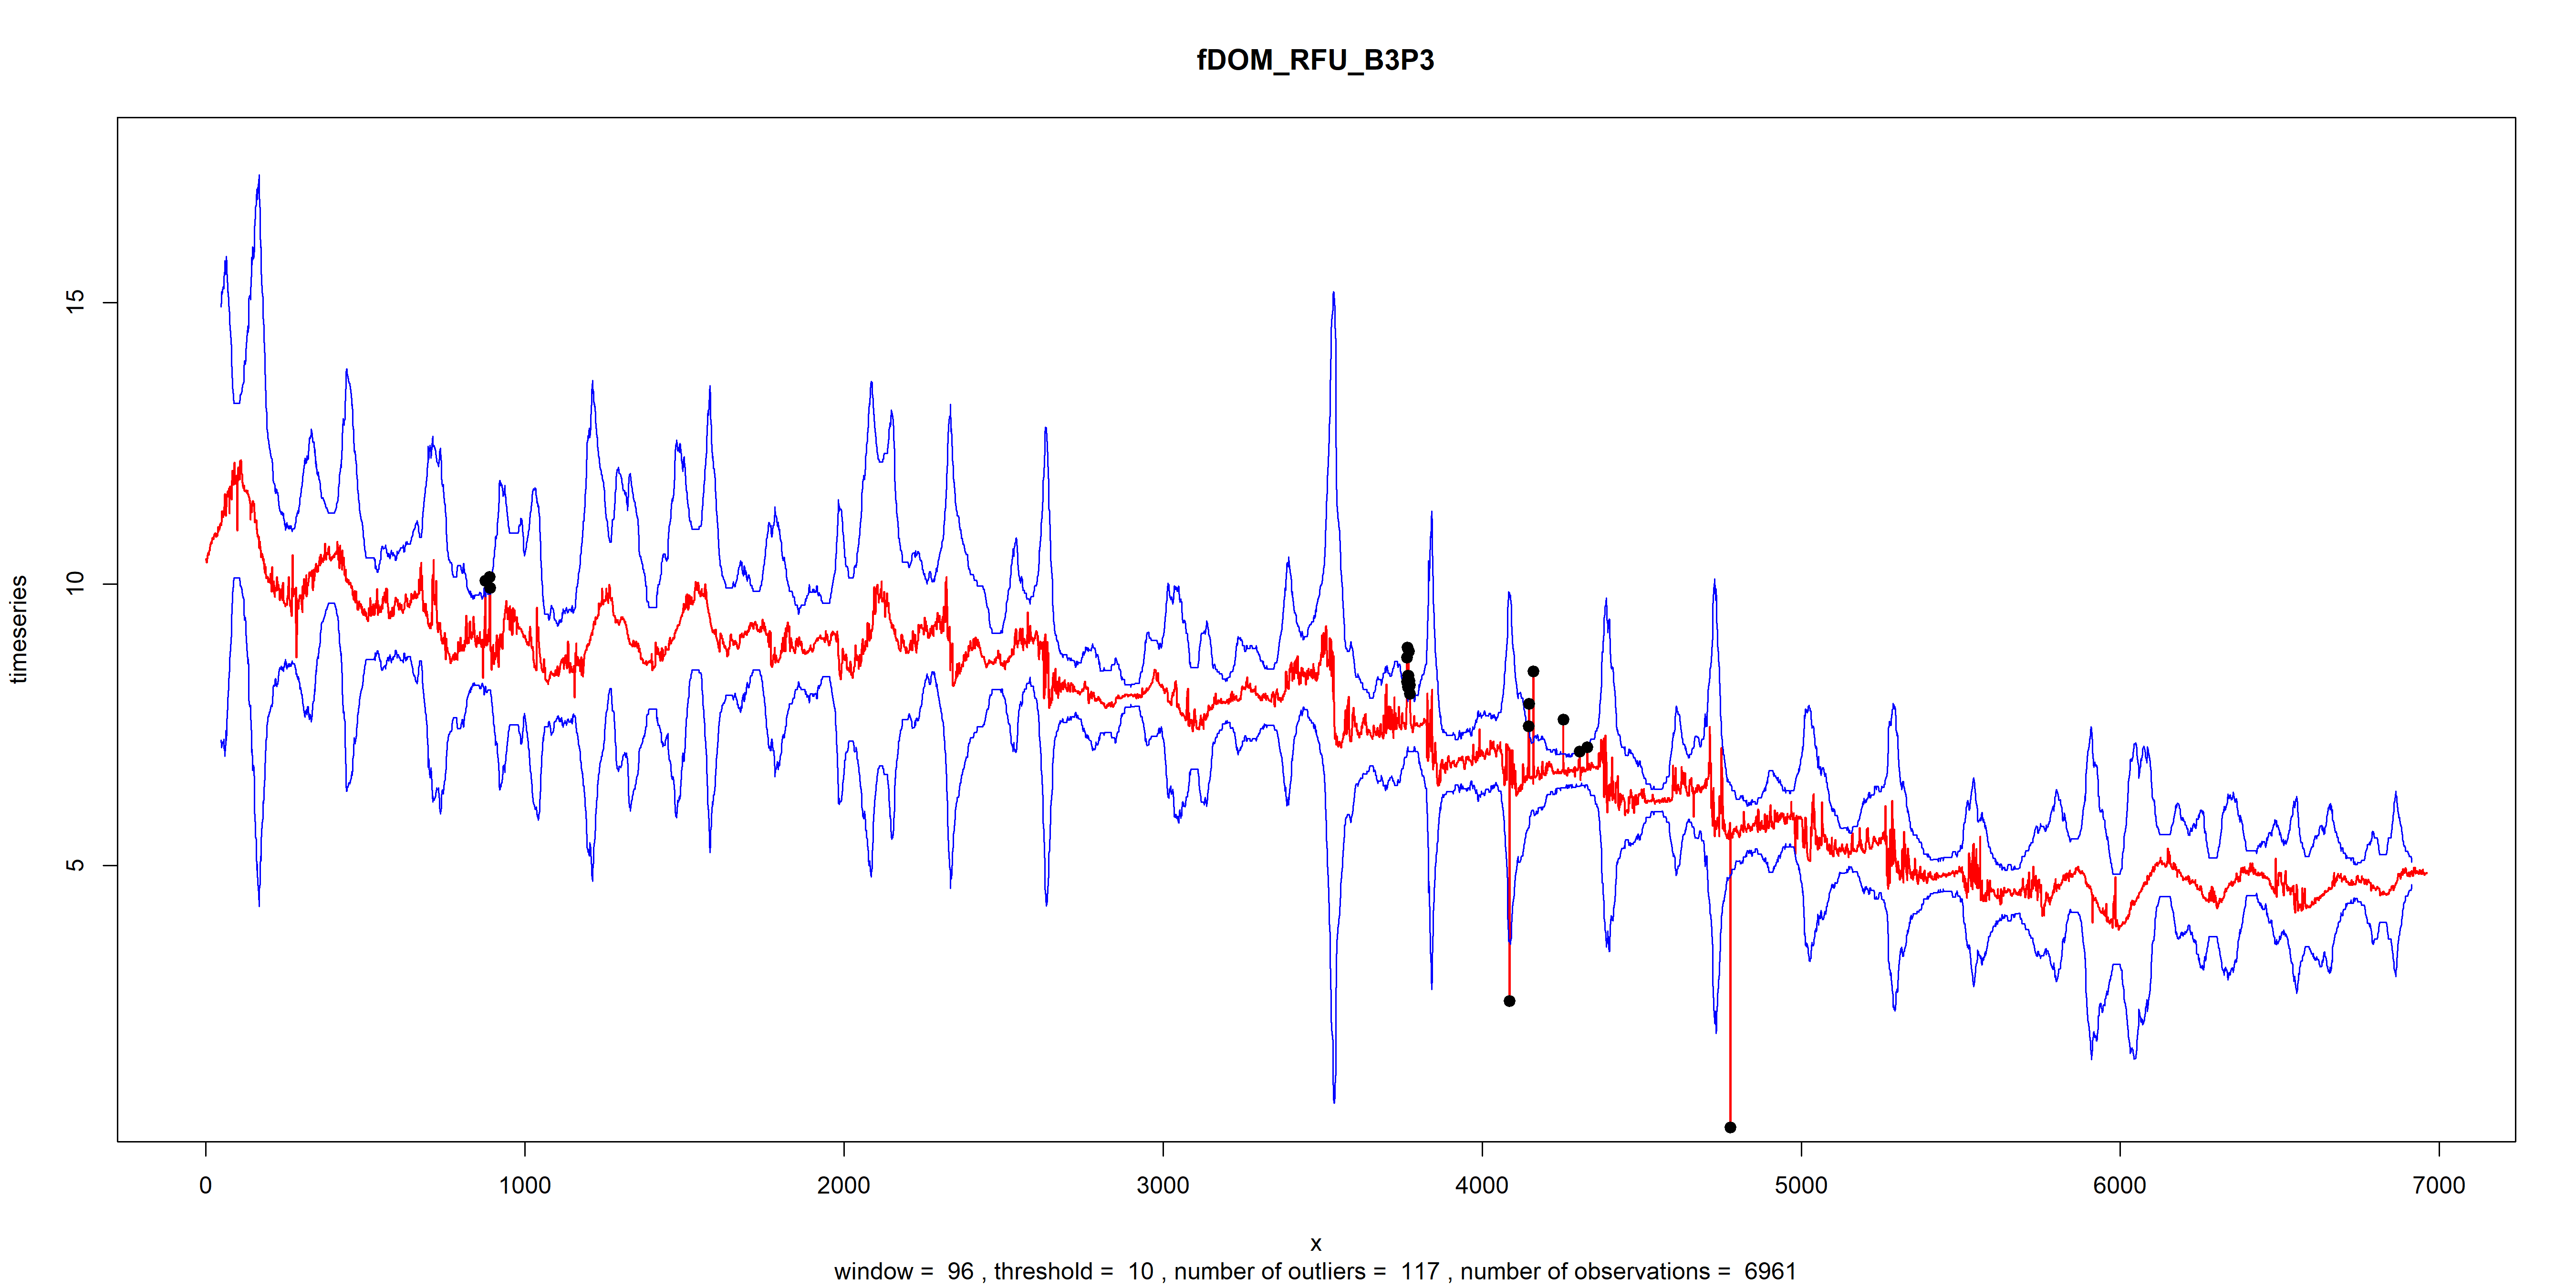 fDOM_RFU_B3P3
timeseries
15
10
5
0 1000 2000 3000 4000 5000 6000 7000
x
window = 96 , threshold = 10 , number of outliers = 117 , number of observations = 6961